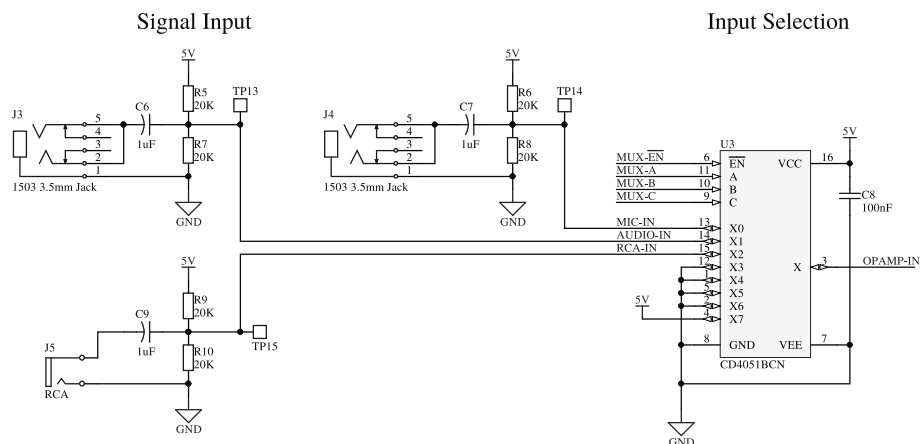 Signal Input
Input Selection
5V
R5
20K
TP13
J3
C6
1uF
5
4
3
2
1
R7
20K
1503 3.5mm Jack
GND
5V
R6
20K
TP14
J4
C7
1uF
5
4
3
2
1
R8
20K
1503 3.5mm Jack
GND
5V
R9
20K
J5
C9
1uF
TP15
R10
20K
RCA
GND
5V
U3
MUX-EN 6 EN VCC 16
MUX-A 11 A
MUX-B 10 B
MUX-C 9 C
C8
100nF
MIC-IN 13 X0
AUDIO-IN 14 X1
RCA-IN 15 X2
12 X3 X 3 OPAMP-IN
1 X4
5 X5
2 X6
5V 4 X7
8 GND VEE 7
CD4051BCN
GND